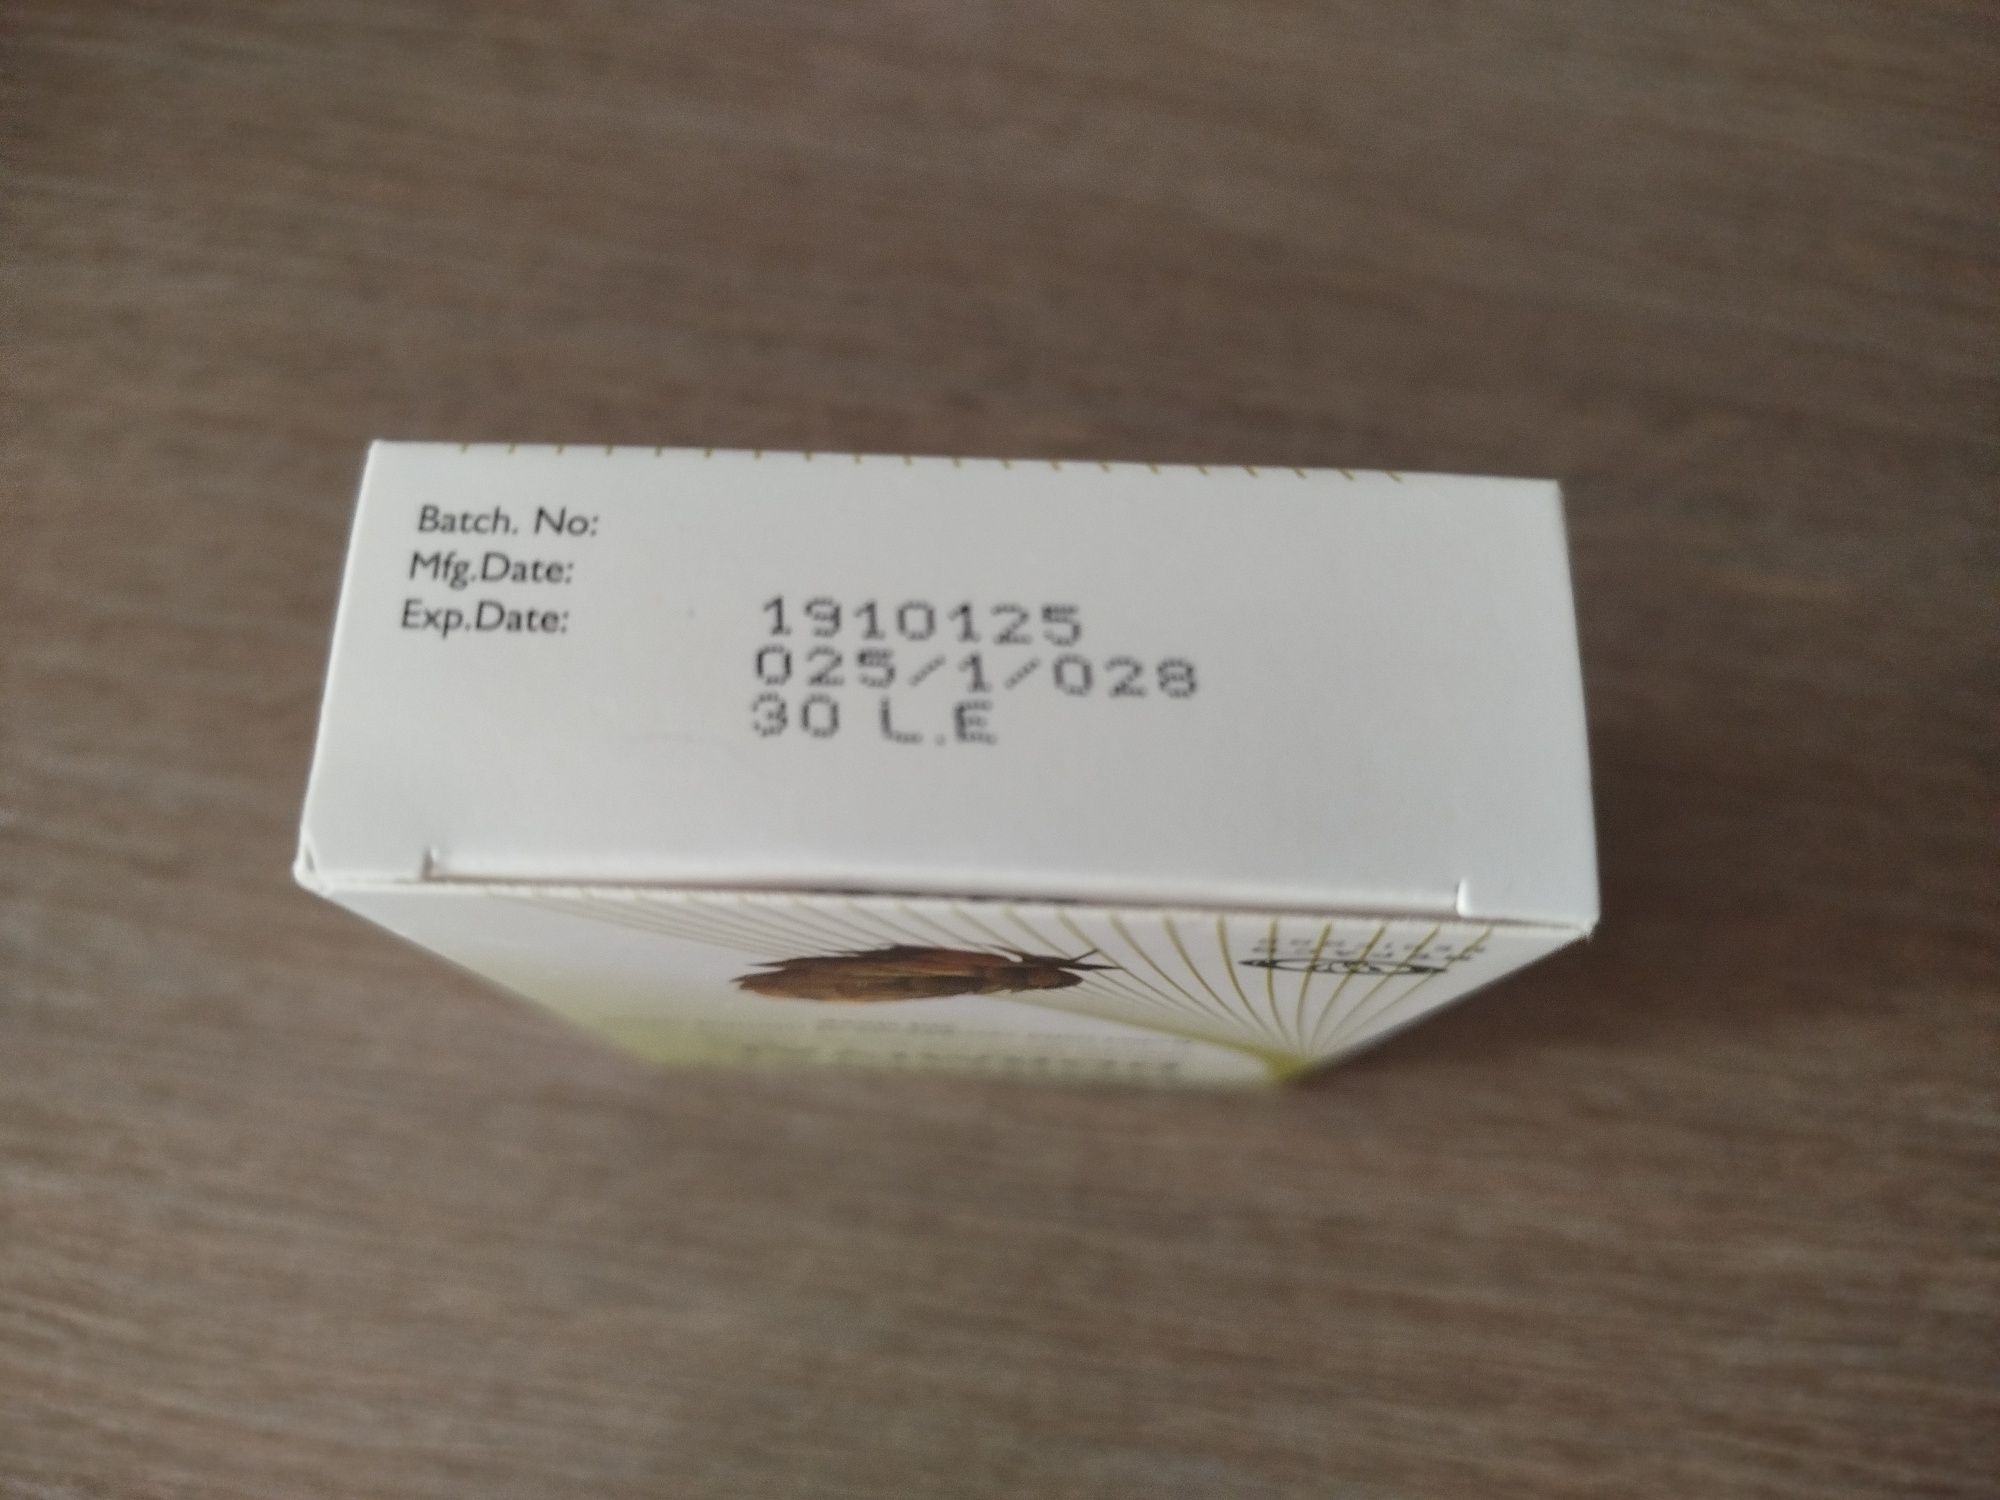 Batch. No:
Mfg.Date:
Exp.Date:
1910125
025/1/028
30 L.E